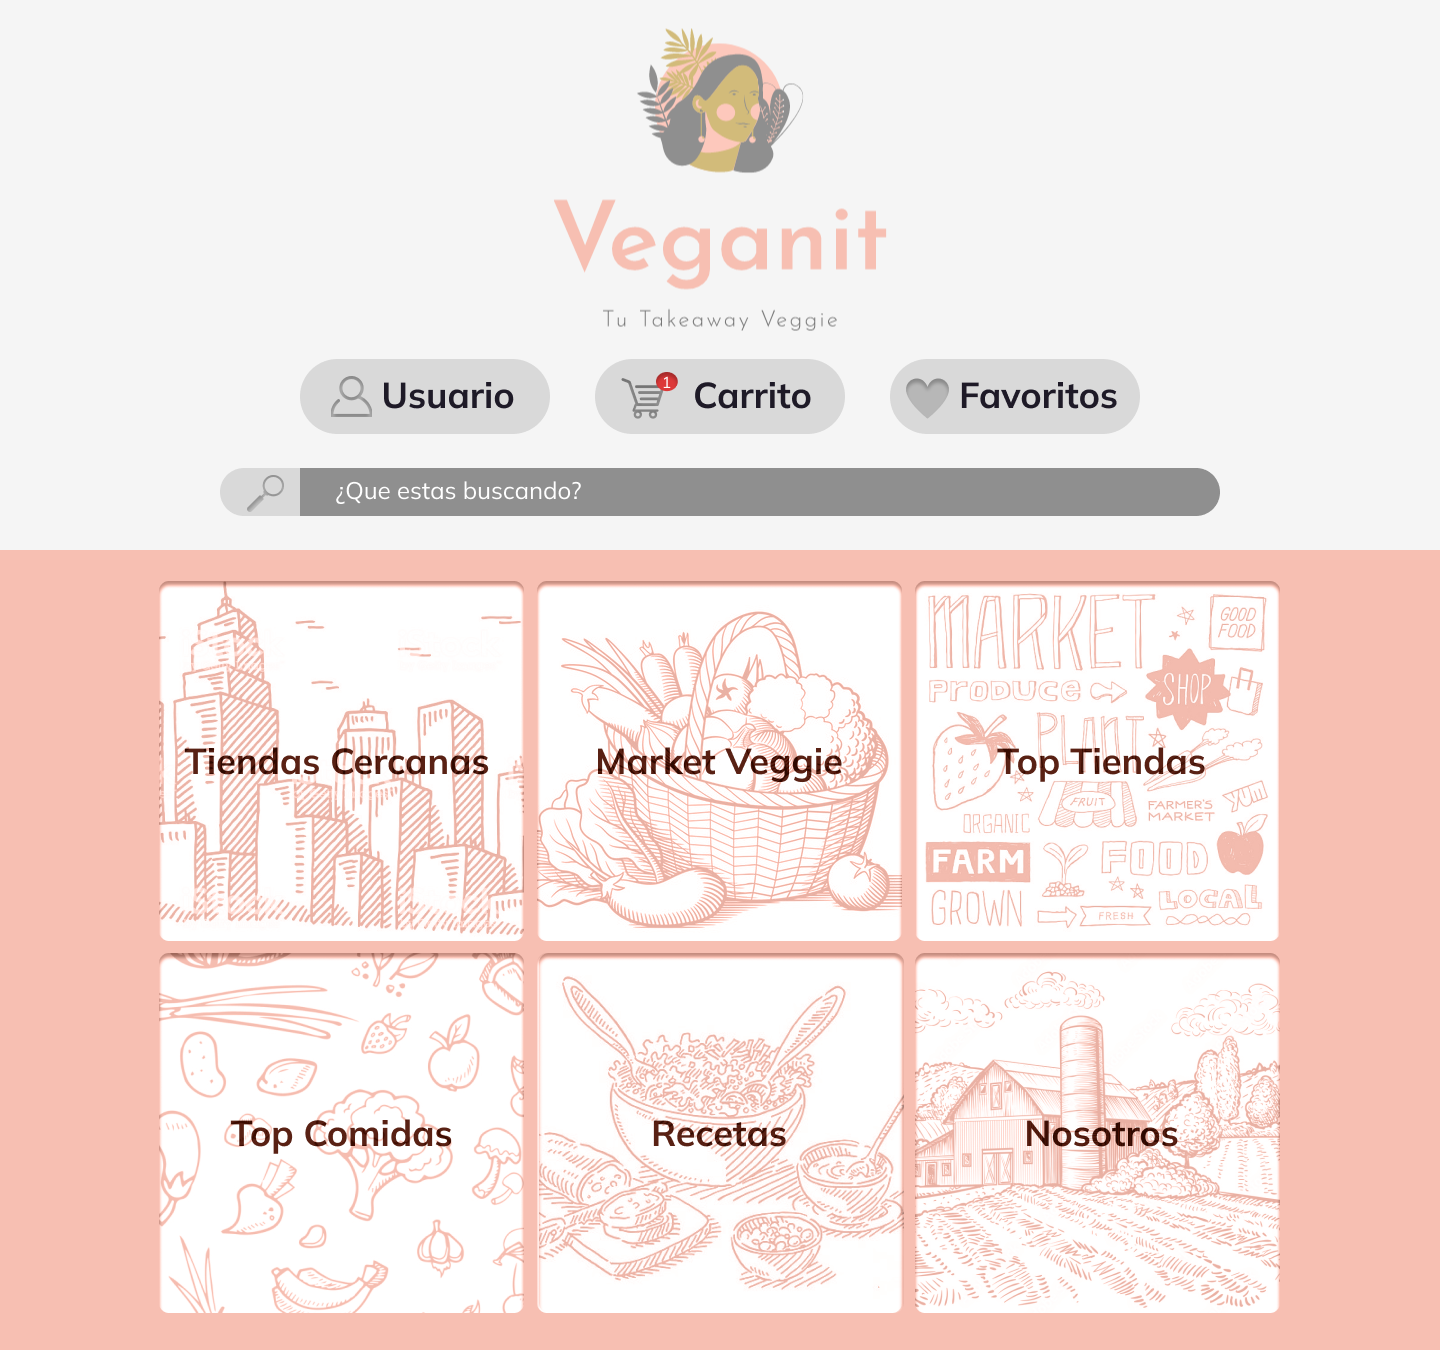 Veganit
Tu Takeaway Veggie
Usuario
1
Carrito
Favoritos
¿Que estas buscando?
Tiendas Cercanas
Market Veggie
MARKET
GOOD
FOOD
PRODUCE
SHOP
PLANT
Top Tiendas
FRUIT
FARMER'S
MARKET
YUM
ORGANIC
FARM
FOOD
GROWN
FRESH
LOCAL
Top Comidas
Recetas
Nosotros